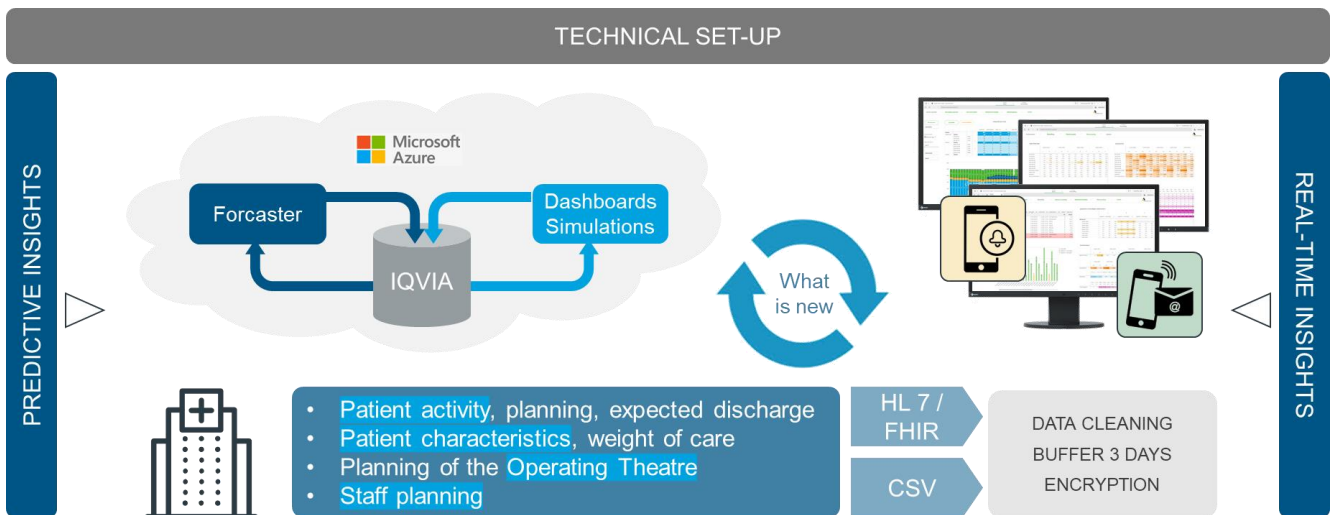 TECHNICAL SET-UP
PREDICTIVE INSIGHTS
Microsoft
Azure
Forcaster
Dashboards
Simulations
IQVIA
What
is new
@
REAL-TIME INSIGHTS
• Patient activity, planning, expected discharge
• Patient characteristics, weight of care
• Planning of the Operating Theatre
• Staff planning
HL 7 /
FHIR
CSV
DATA CLEANING
BUFFER 3 DAYS
ENCRYPTION